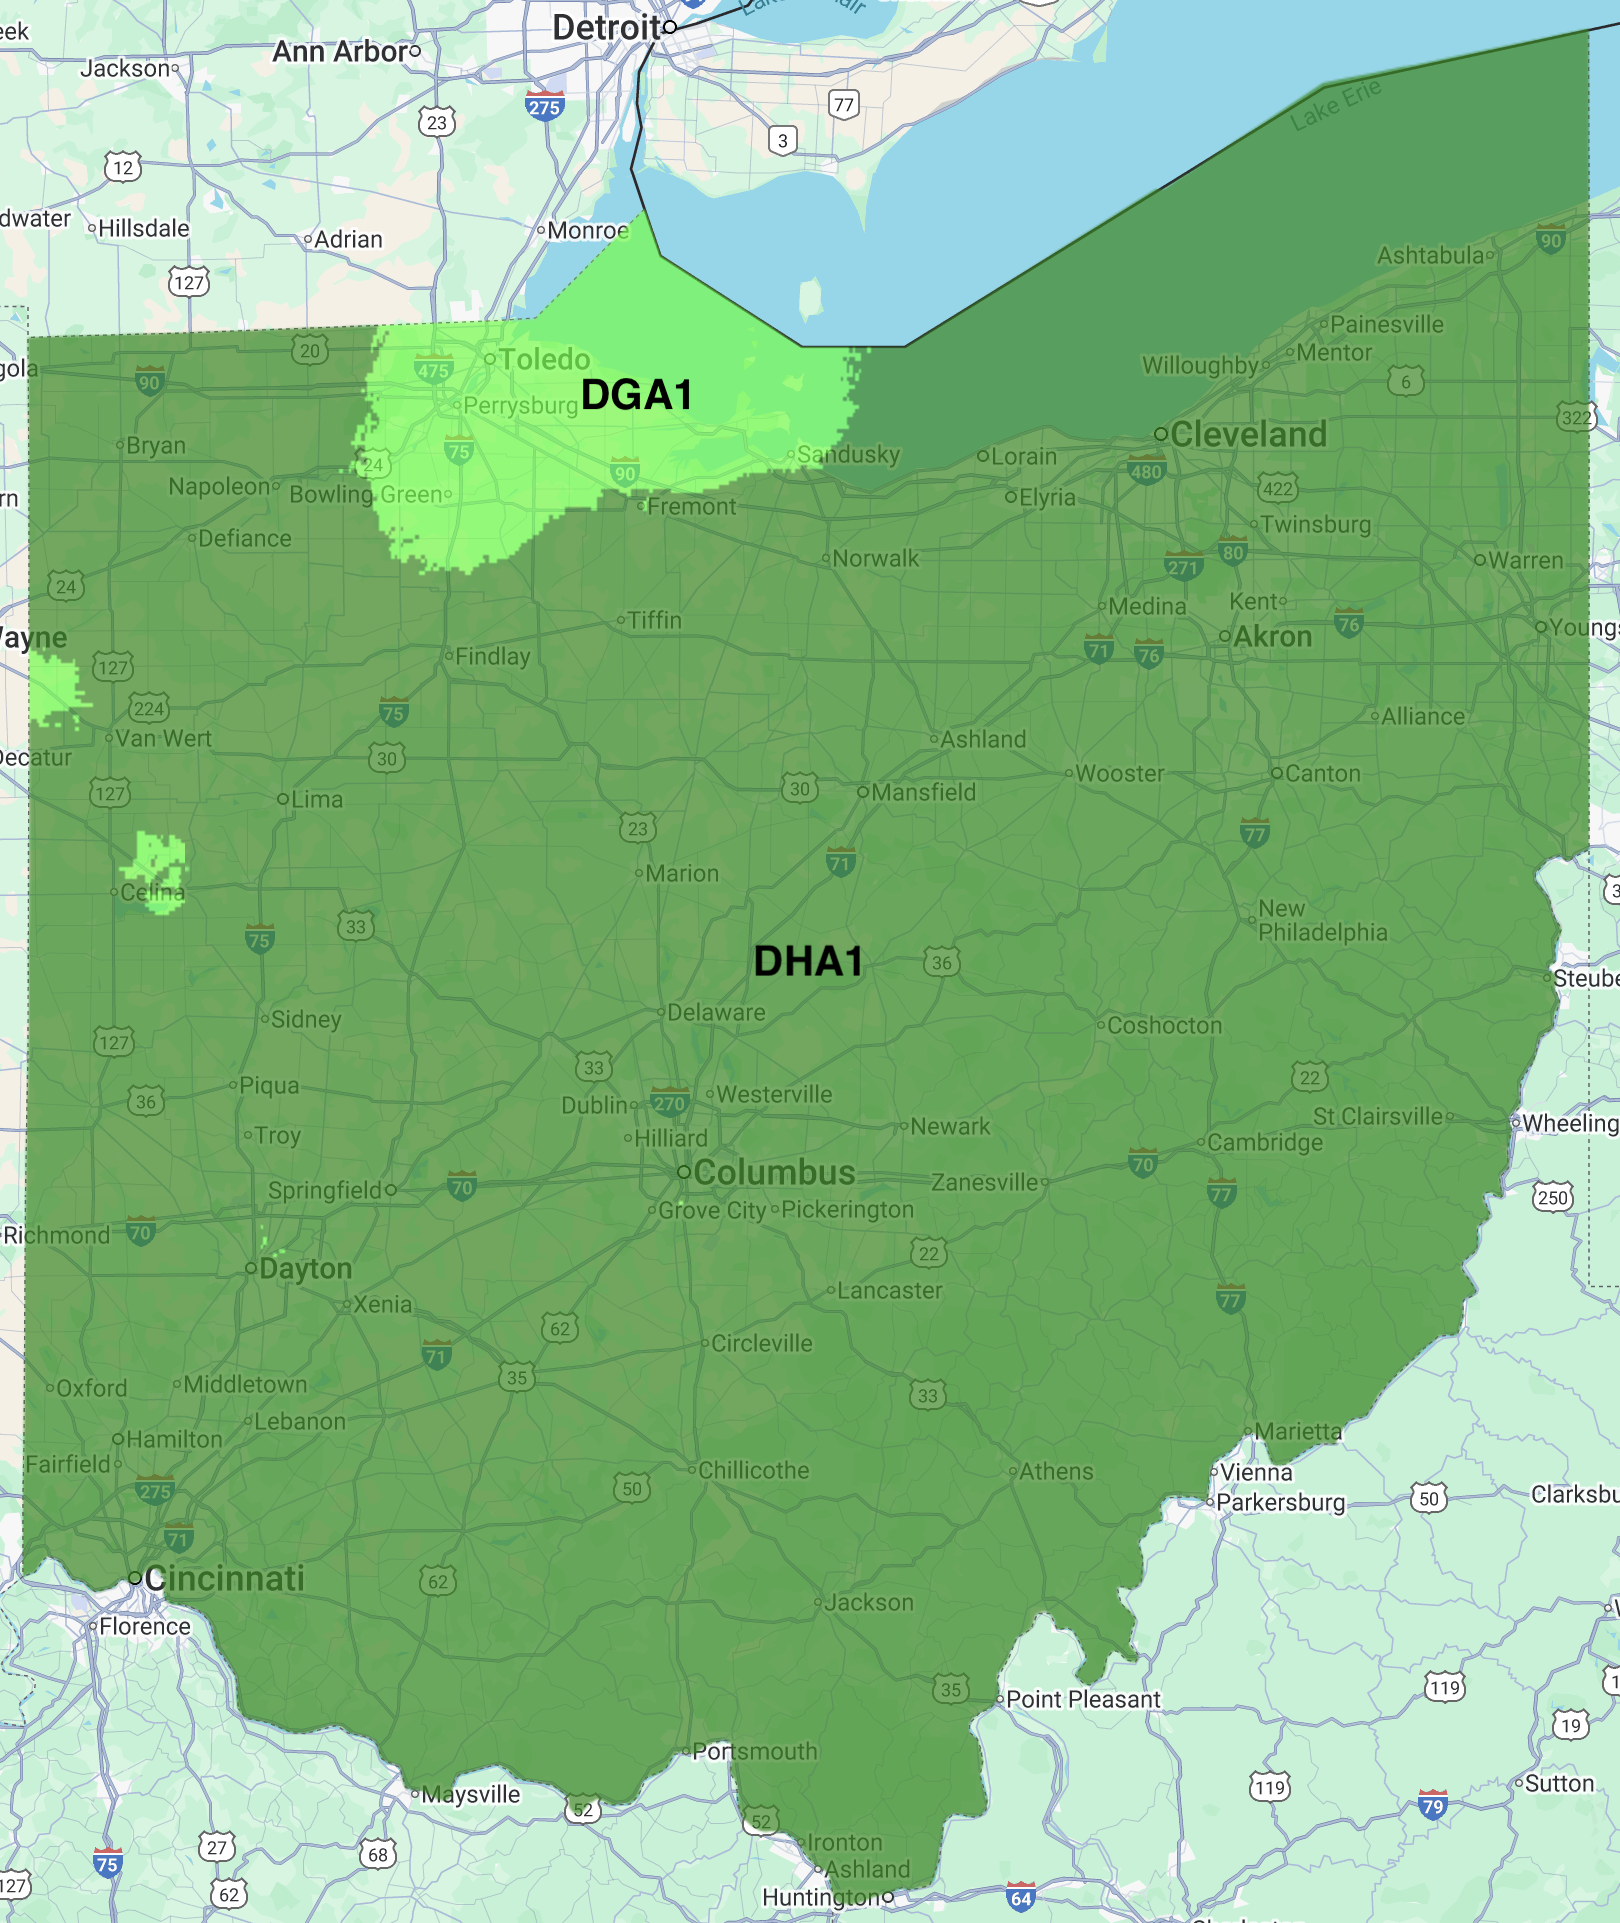 Detroit
Ann Arbor
Jackson
275
77
23
3
12
Lake Erie
dwater
Hillsdale
Monroe
Adrian
90
Ashtabula
127
Painesville
20
Toledo
Willoughby
Mentor
gola
475
90
DGA1
6
Perrysburg
322
Bryan
75
Sandusky
Cleveland
24
90
Lorain
480
Napoleon
Bowling Green
422
rn
Fremont
Elyria
Twinsburg
Defiance
80
Norwalk
271
Warren
24
Medina
Kent
Tiffin
76
Youngs
Wayne
Akron
Findlay
71
76
127
224
75
Alliance
Van Wert
Ashland
Decatur
30
Wooster
Canton
127
Lima
30
Mansfield
23
77
71
Marion
Celina
New
Philadelphia
33
75
DHA1
36
Steube
Delaware
Sidney
Coshocton
127
33
22
Piqua
Westerville
36
Dublin
270
St Clairsville
Wheeling
Newark
Troy
Hilliard
Cambridge
70
Columbus
Springfield
70
Zanesville
77
250
Grove City
Pickerington
Richmond
70
22
Dayton
Lancaster
77
Xenia
62
Circleville
71
35
Oxford
Middletown
33
Lebanon
Marietta
Hamilton
Fairfield
Chillicothe
Athens
Vienna
275
50
Parkersburg
50
Clarksbu
71
Cincinnati
62
Jackson
Florence
119
35
Point Pleasant
19
Portsmouth
Sutton
119
Maysville
52
79
52
27
Ironton
68
75
Ashland
127
62
Huntington
64